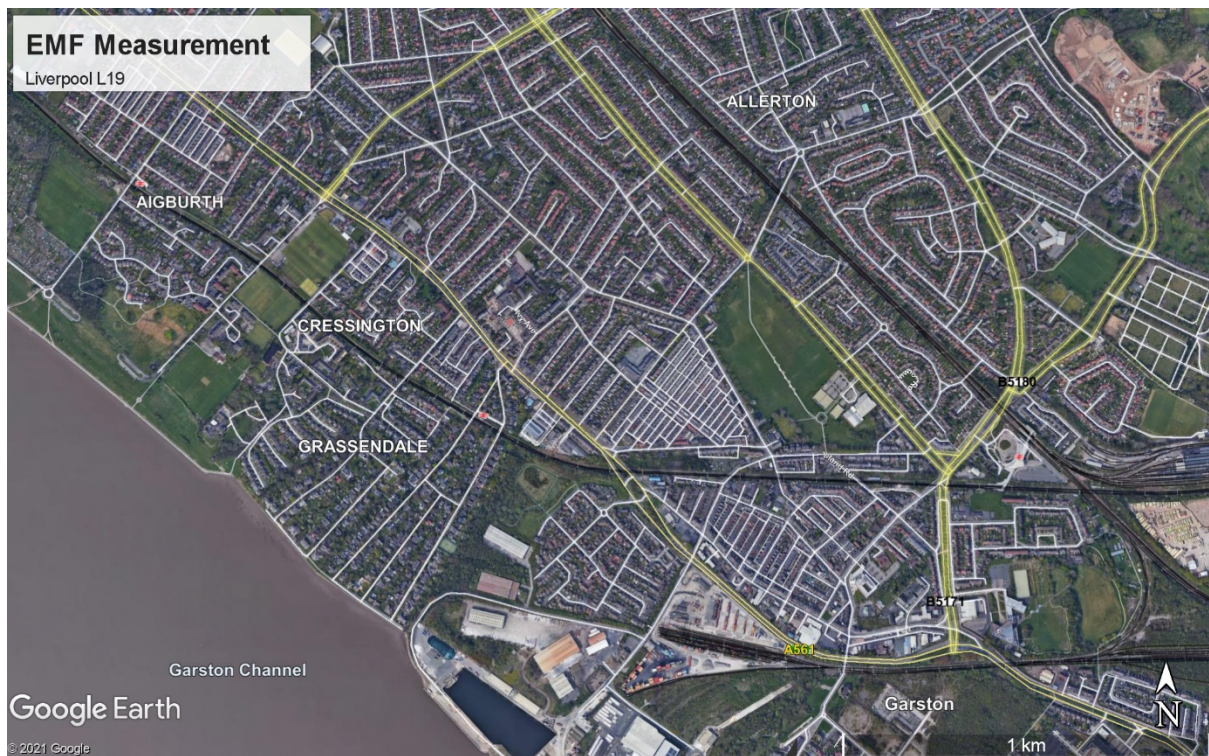 EMF Measurement
Liverpool L19
ALLERTON
AIGBURTH
CRESSINGTON
B5180
GRASSENDALE
B5171
A561
Garston Channel
Garston
Google Earth
N
1 km
© 2021 Google